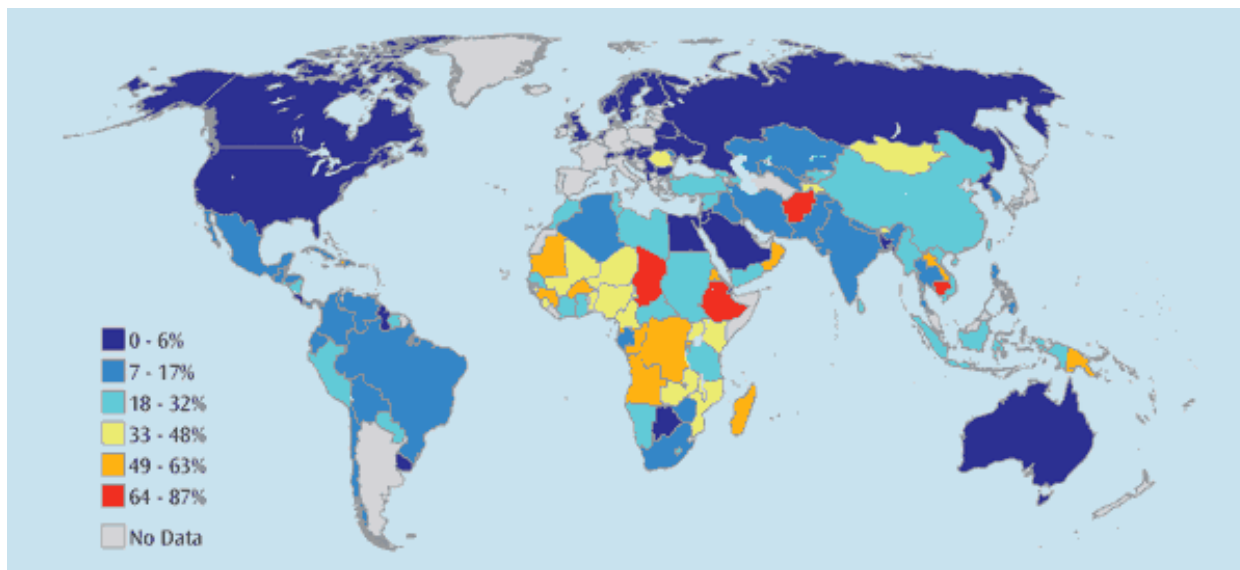 0 - 6%
7 - 17%
18 - 32%
33 - 48%
49 - 63%
64 - 87%
No Data